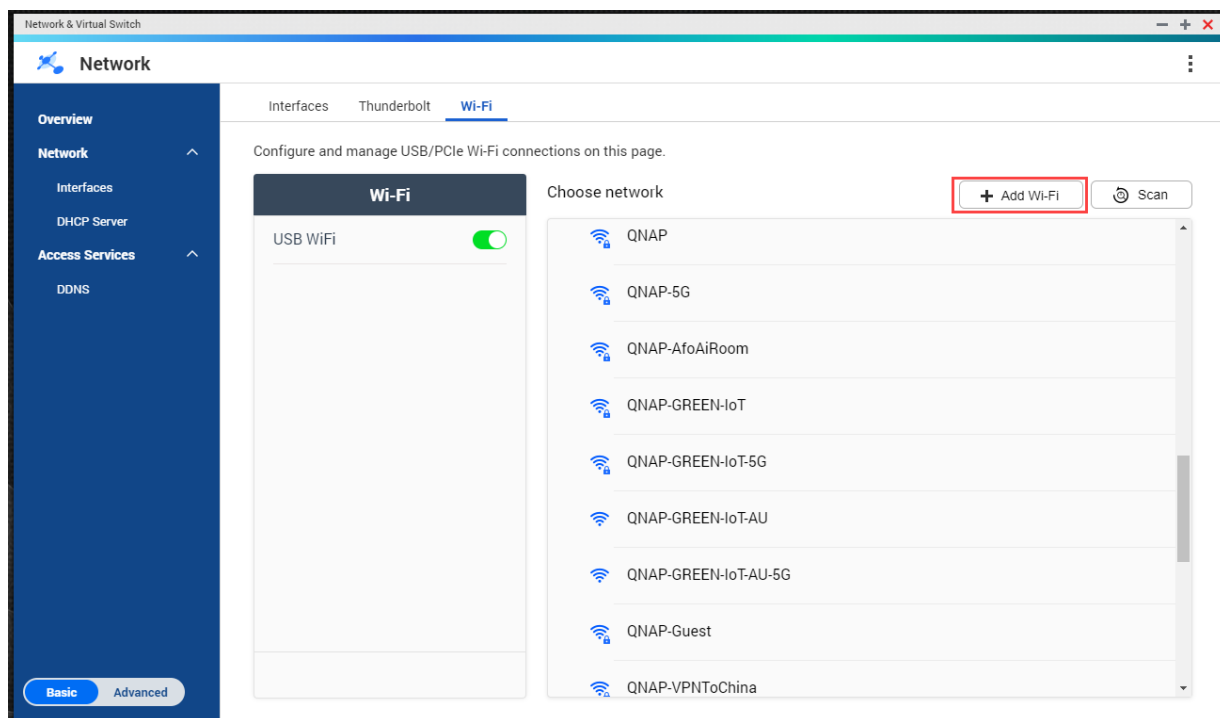 Network & Virtual Switch
Network
Overview
Network
Interfaces
DHCP Server
Access Services
DDNS
Basic
Advanced
Interfaces Thunderbolt Wi-Fi
Configure and manage USB/PCIe Wi-Fi connections on this page.
Wi-Fi
USB WiFi
Choose network
+ Add Wi-Fi
Scan
QNAP
QNAP-5G
QNAP-AfoAiRoom
QNAP-GREEN-IoT
QNAP-GREEN-IoT-5G
QNAP-GREEN-IoT-AU
QNAP-GREEN-IoT-AU-5G
QNAP-Guest
QNAP-VPNToChina